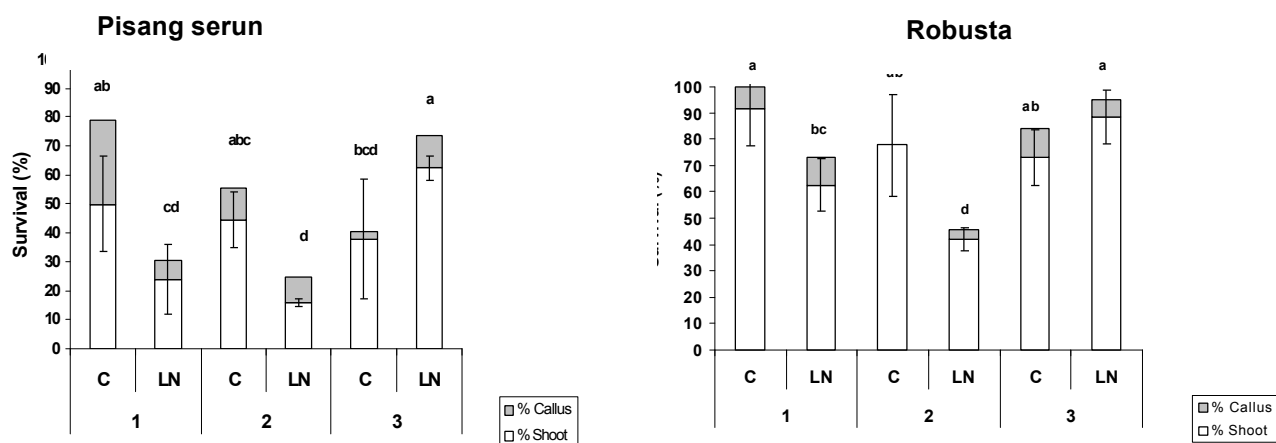 Pisang serun
Survival (%)
90
80
70
60
50
40
30
20
10
0
ab
cd
abc
d
bcd
a
C LN C LN C LN
1 2 3
% Callus
% Shoot
Robusta
100
90
80
70
60
50
40
30
20
10
0
a
bc
ab
d
ab
a
C LN C LN C LN
1 2 3
% Callus
% Shoot